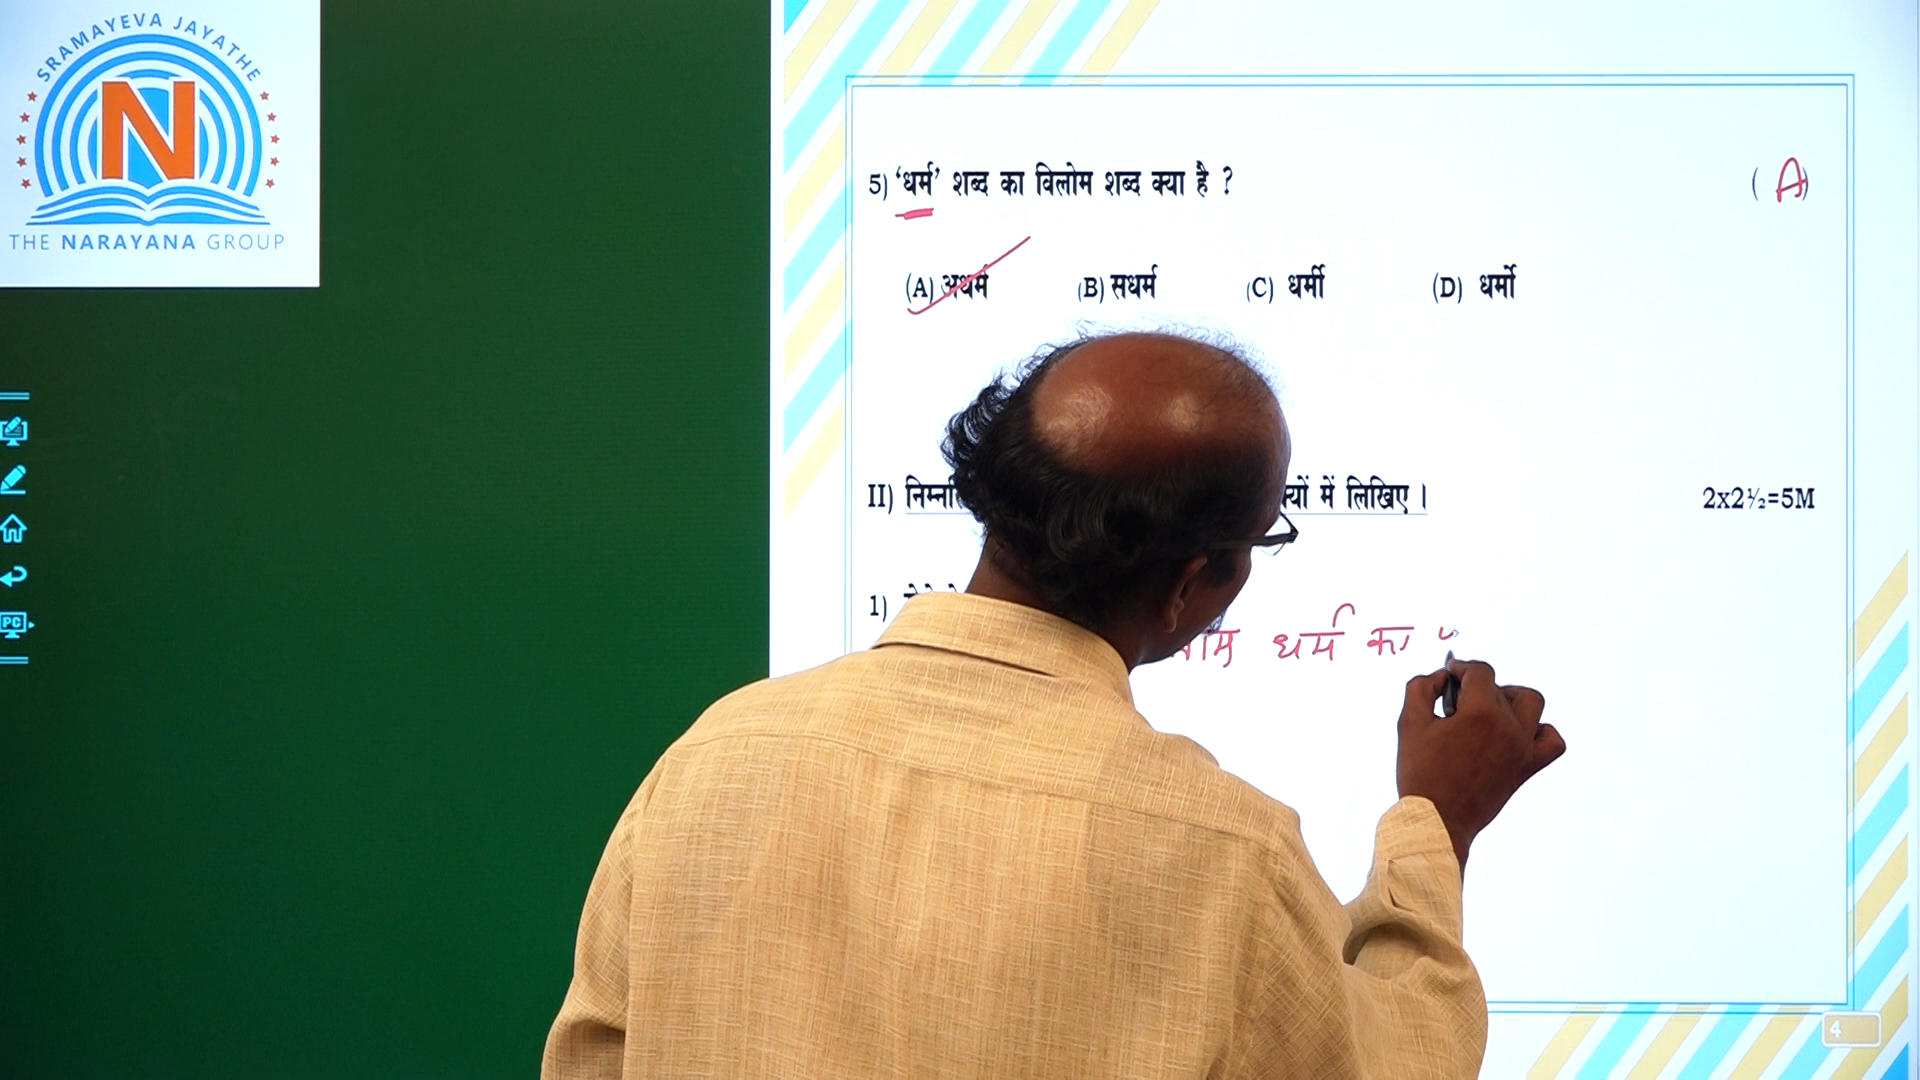 SRAMAYEVA JAYATHE
N
THE NARAYANA GROUP
5) 'धर्म' शब्द का विलोम शब्द क्या है ? ( A )
(A) अधर्म (B) सधर्म (C) धर्मी (D) धर्मो
II) में लिखिए । 2x2½=5M
1)
धर्म का
PC
4